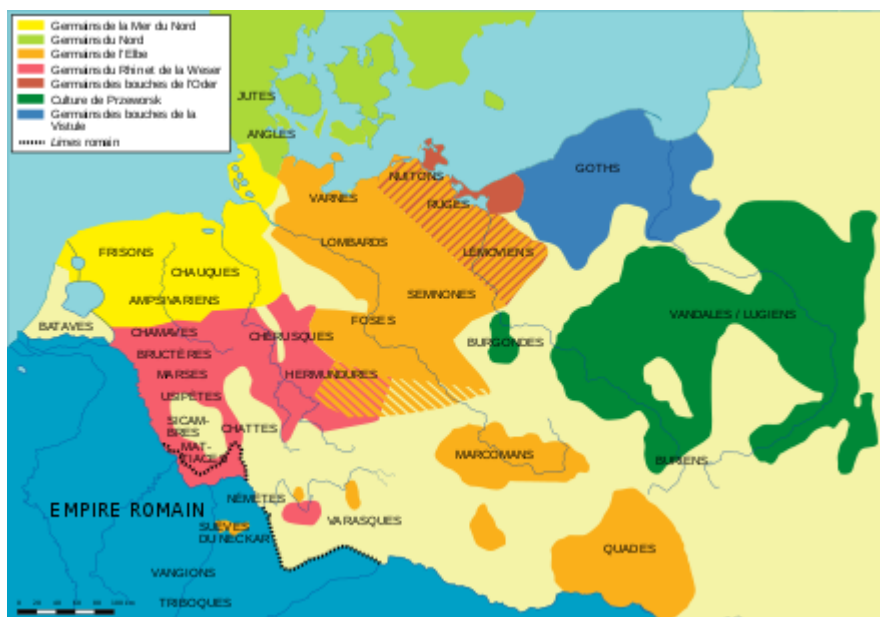 Germains de la Mer du Nord
Germains du Nord
Germains de l'Elbe
Germains du Rhin et de la Weser
Germains des bouches de l'Oder
Culture de Przeworsk
Germains des bouches de la
Vistule
Limes romain
JUTES
ANGLES
NUITONS
GOTHS
VARNES
RUGES
LOMBARDS
FRISONS
LÉMOVIENS
CHAUQUES
SEMNONES
AMPSIVARIENS
VANDALES / LUGIENS
BATAVES
FOSES
CHAMAVES
CHÉRUSQUES
BURGONDES
BRUCTÈRES
MARSES
HERMUNDURES
USIPÈTES
SICAM-
BRES
CHATTES
MAT-
TIACES
MARCOMANS
BURIENS
NÉMÈTES
EMPIRE ROMAIN
VARASQUES
SUÈVES
DU NECKAR
QUADES
VANGIONS
TRIBOQUES